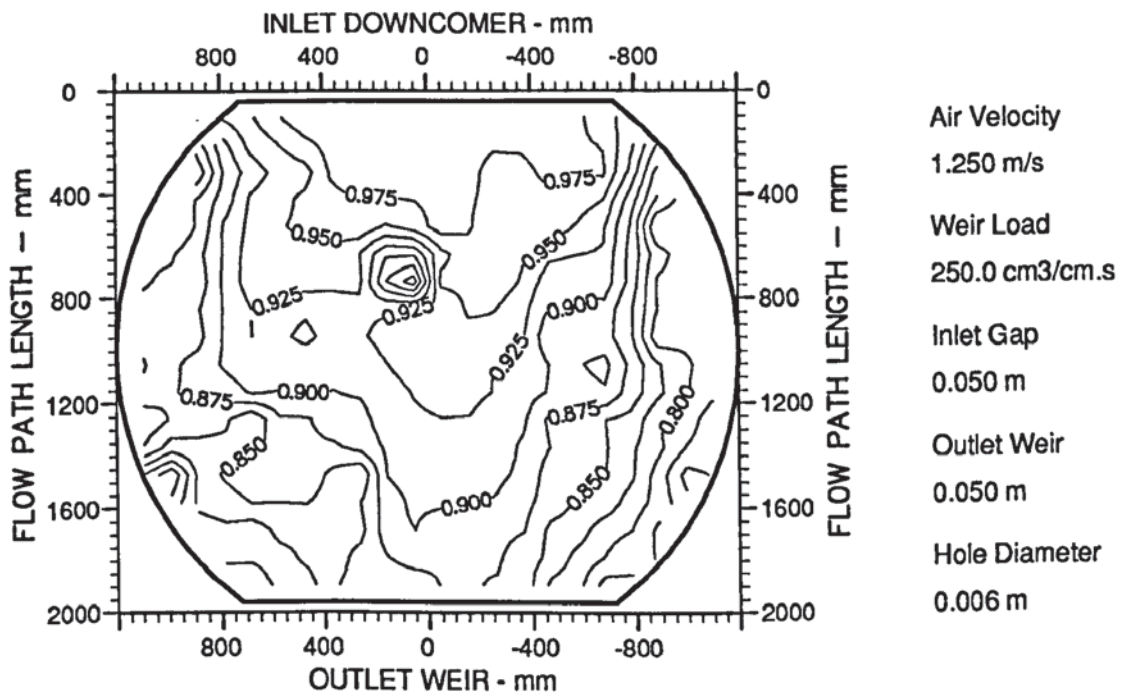 INLET DOWNCOMER - mm
800 400 0 -400 -800
0 0
400 400
800 800
1200 1200
1600 1600
2000 2000
FLOW PATH LENGTH — mm
FLOW PATH LENGTH — mm
0.975 0.975
0.950 0.950
0.925 0.925 0.900
0.925
0.875 0.900 0.875 0.800
0.850 0.850
0.900
800 400 0 -400 -800
OUTLET WEIR - mm
Air Velocity
1.250 m/s
Weir Load
250.0 cm3/cm.s
Inlet Gap
0.050 m
Outlet Weir
0.050 m
Hole Diameter
0.006 m